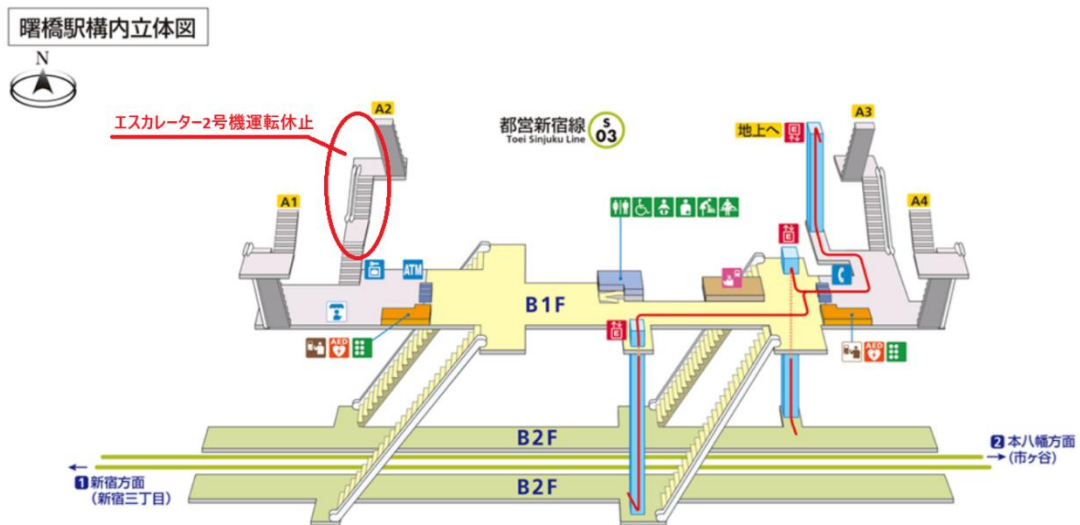 曙橋駅構内立体図
N
エスカレーター2号機運転休止
A2
都営新宿線
Toei Sinjuku Line
S
03
地上へ
E
A3
A1
A4
E
ATM
B1F
E
AED
AED
B2F
2 本八幡方面
(市ヶ谷)
1 新宿方面
(新宿三丁目)
B2F